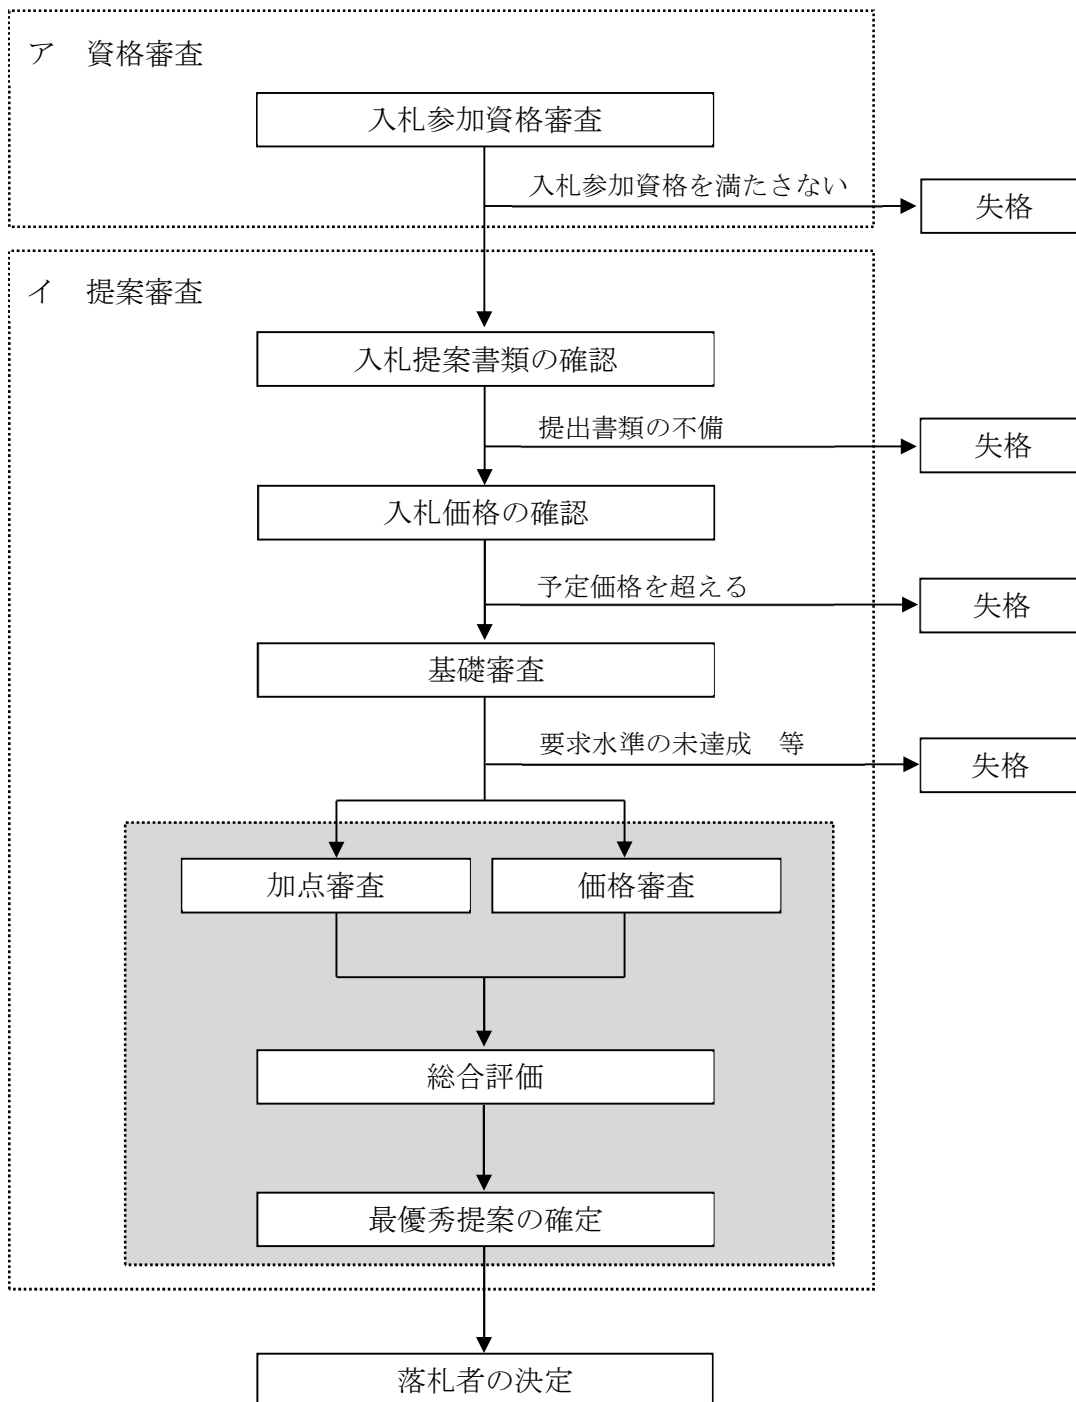 ア　資格審査
入札参加資格審査
入札参加資格を満たさない
失格
イ　提案審査
入札提案書類の確認
提出書類の不備
失格
入札価格の確認
予定価格を超える
失格
基礎審査
要求水準の未達成　等
失格
加点審査
価格審査
総合評価
最優秀提案の確定
落札者の決定